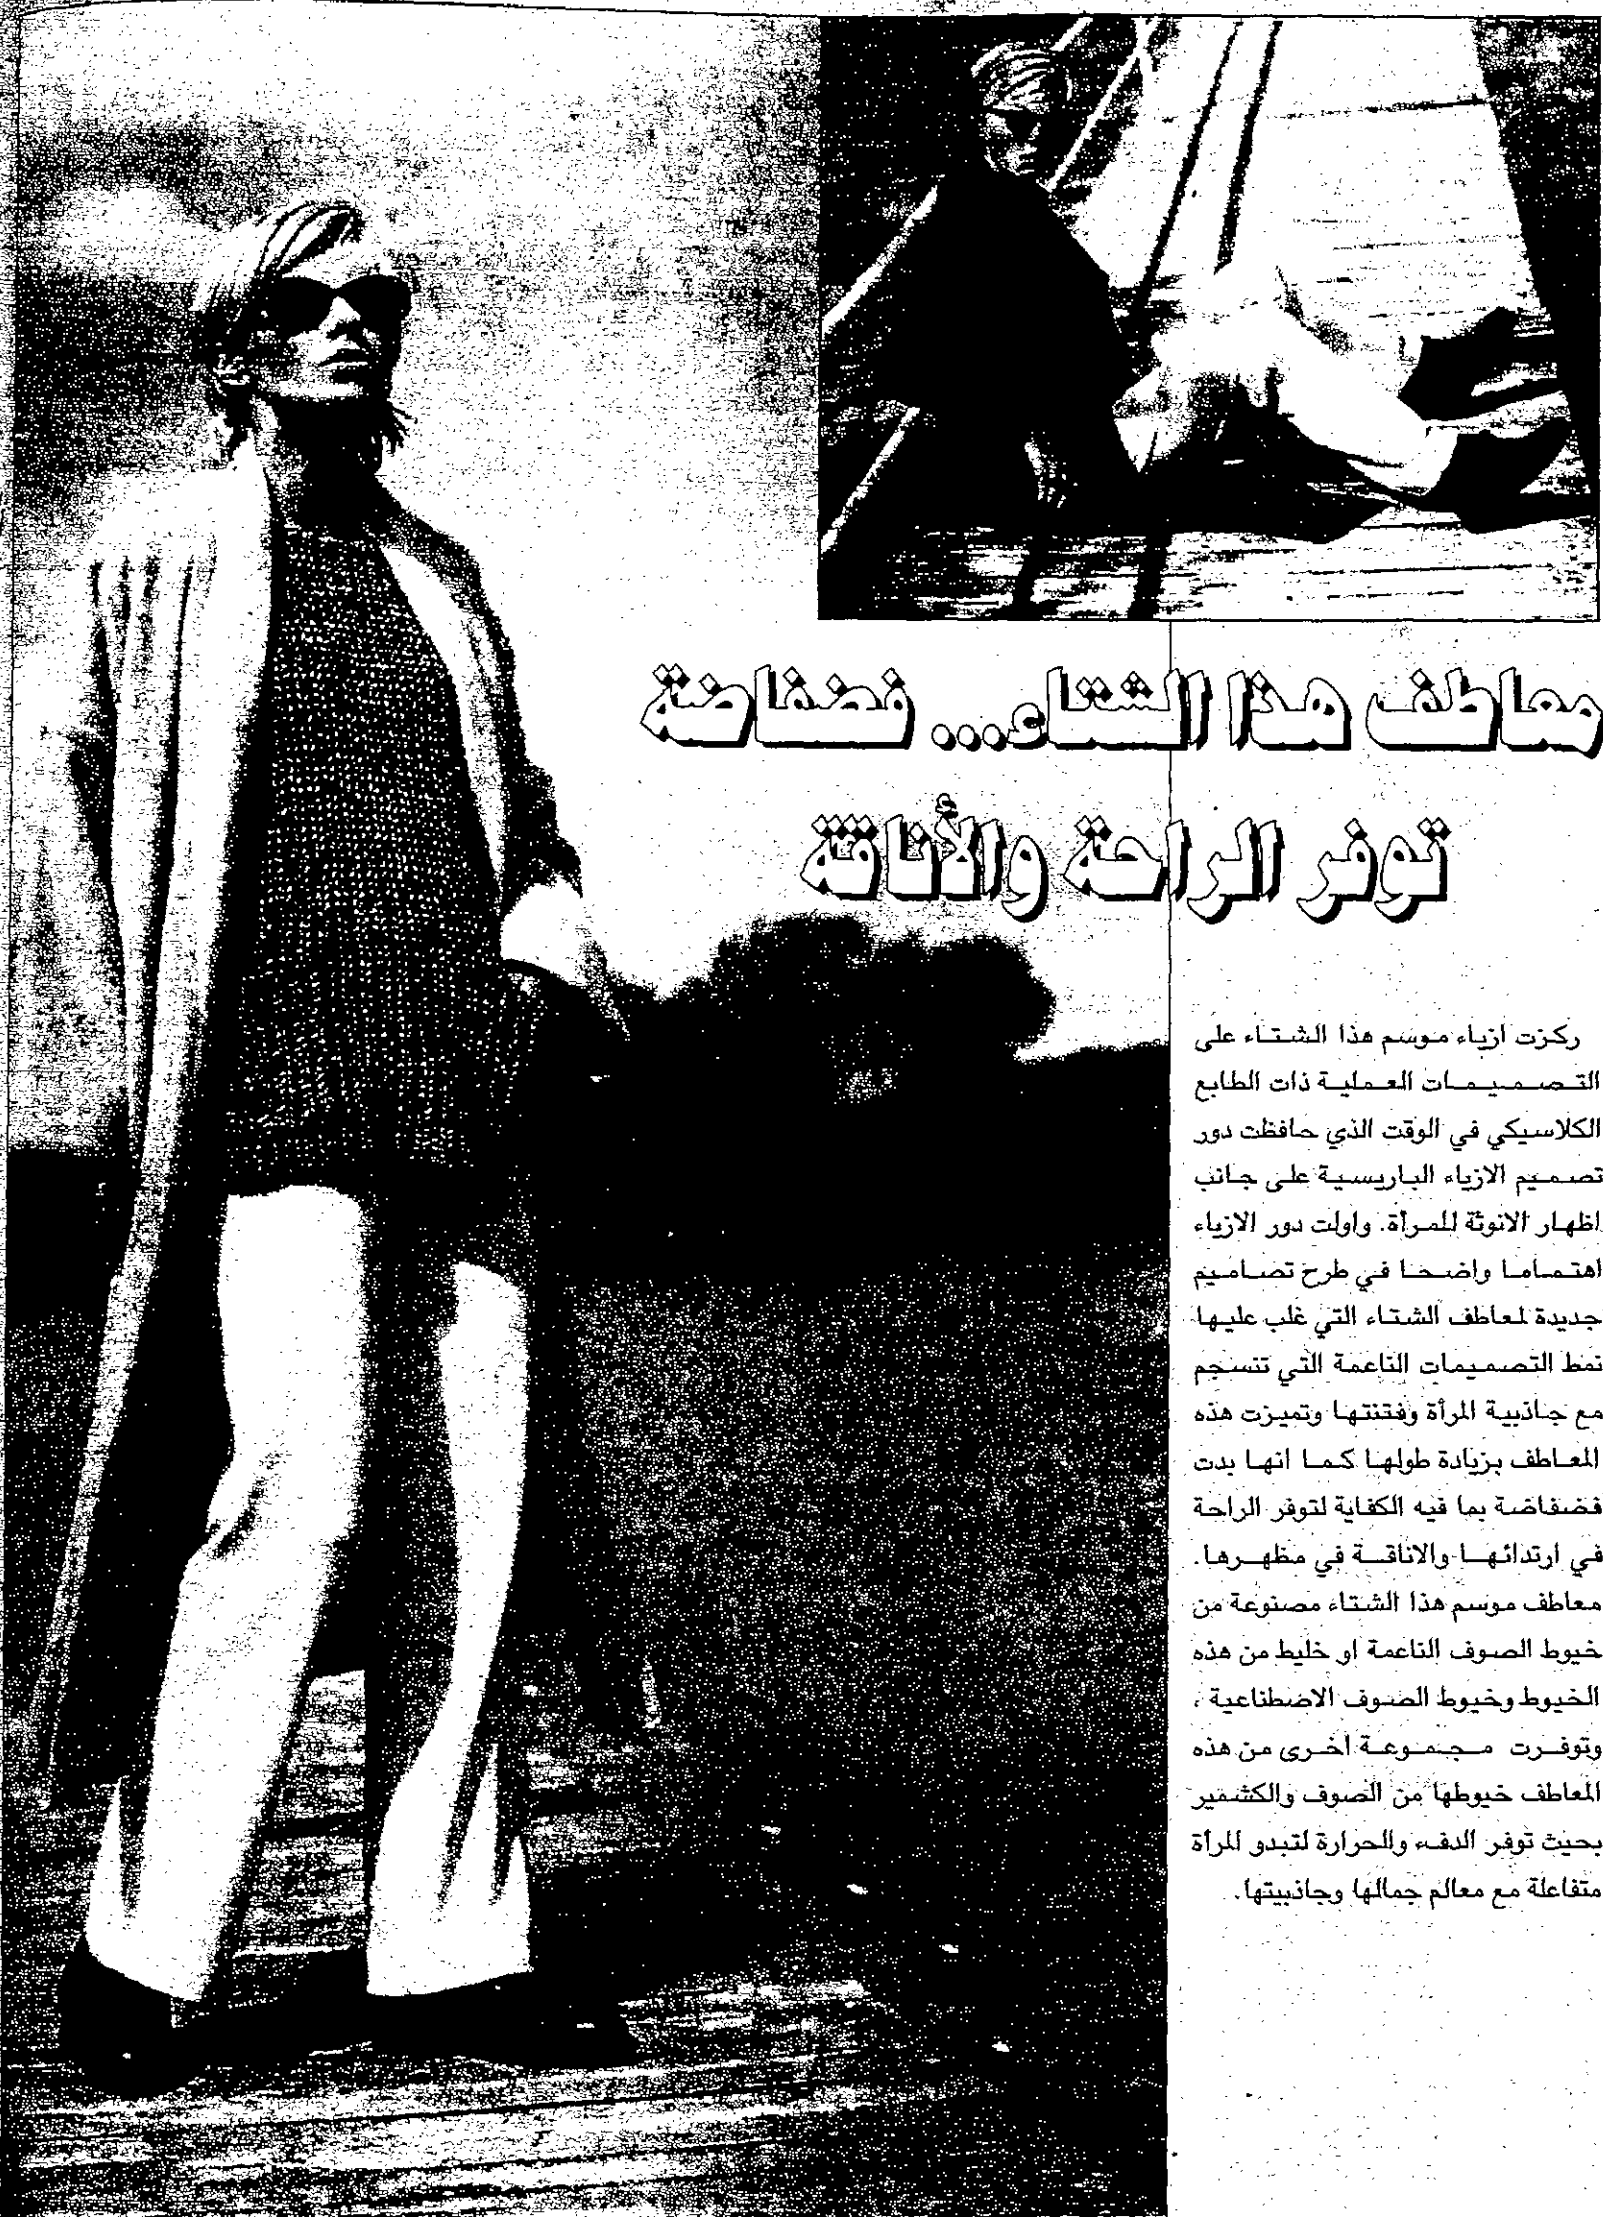 معاطف هذا الشتاء... فضفاضة
توفر الراحة والأناقة
ركزت ازياء موسم هذا الشتاء على
التصميمات العملية ذات الطابع
الكلاسيكي في الوقت الذي حافظت دور
تصميم الازياء الباريسية على جانب
اظهار الانوثة للمرأة. واولت دور الازياء
اهتماما واضحا في طرح تصاميم
جديدة لمعاطف الشتاء التي غلب عليها
نمط التصميمات الناعمة التي تنسجم
مع جاذبية المرأة وفتنتها وتميزت هذه
المعاطف بزيادة طولها كما انها بدت
فضفاضة بما فيه الكفاية لتوفر الراحة
في ارتدائها والاناقة في مظهرها.
معاطف موسم هذا الشتاء مصنوعة من
خيوط الصوف الناعمة او خليط من هذه
الخيوط وخيوط الصوف الاصطناعية ،
وتوفرت مجموعة اخرى من هذه
المعاطف خيوطها من الصوف والكشمير
بحيث توفر الدفء والحرارة لتبدو المرأة
متفاعلة مع معالم جمالها وجاذبيتها.